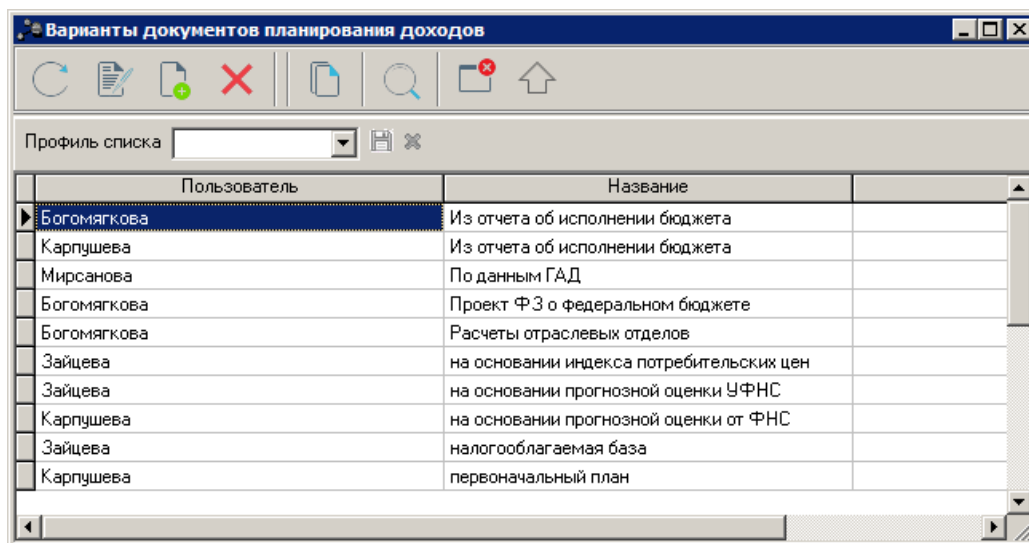 Варианты документов планирования доходов
Профиль списка
Пользователь Название
Богомягкова Из отчета об исполнении бюджета
Карпушева Из отчета об исполнении бюджета
Мирсанова По данным ГАД
Богомягкова Проект ФЗ о федеральном бюджете
Богомягкова Расчеты отраслевых отделов
Зайцева на основании индекса потребительских цен
Зайцева на основании прогнозной оценки УФНС
Карпушева на основании прогнозной оценки от ФНС
Зайцева налогооблагаемая база
Карпушева первоначальный план